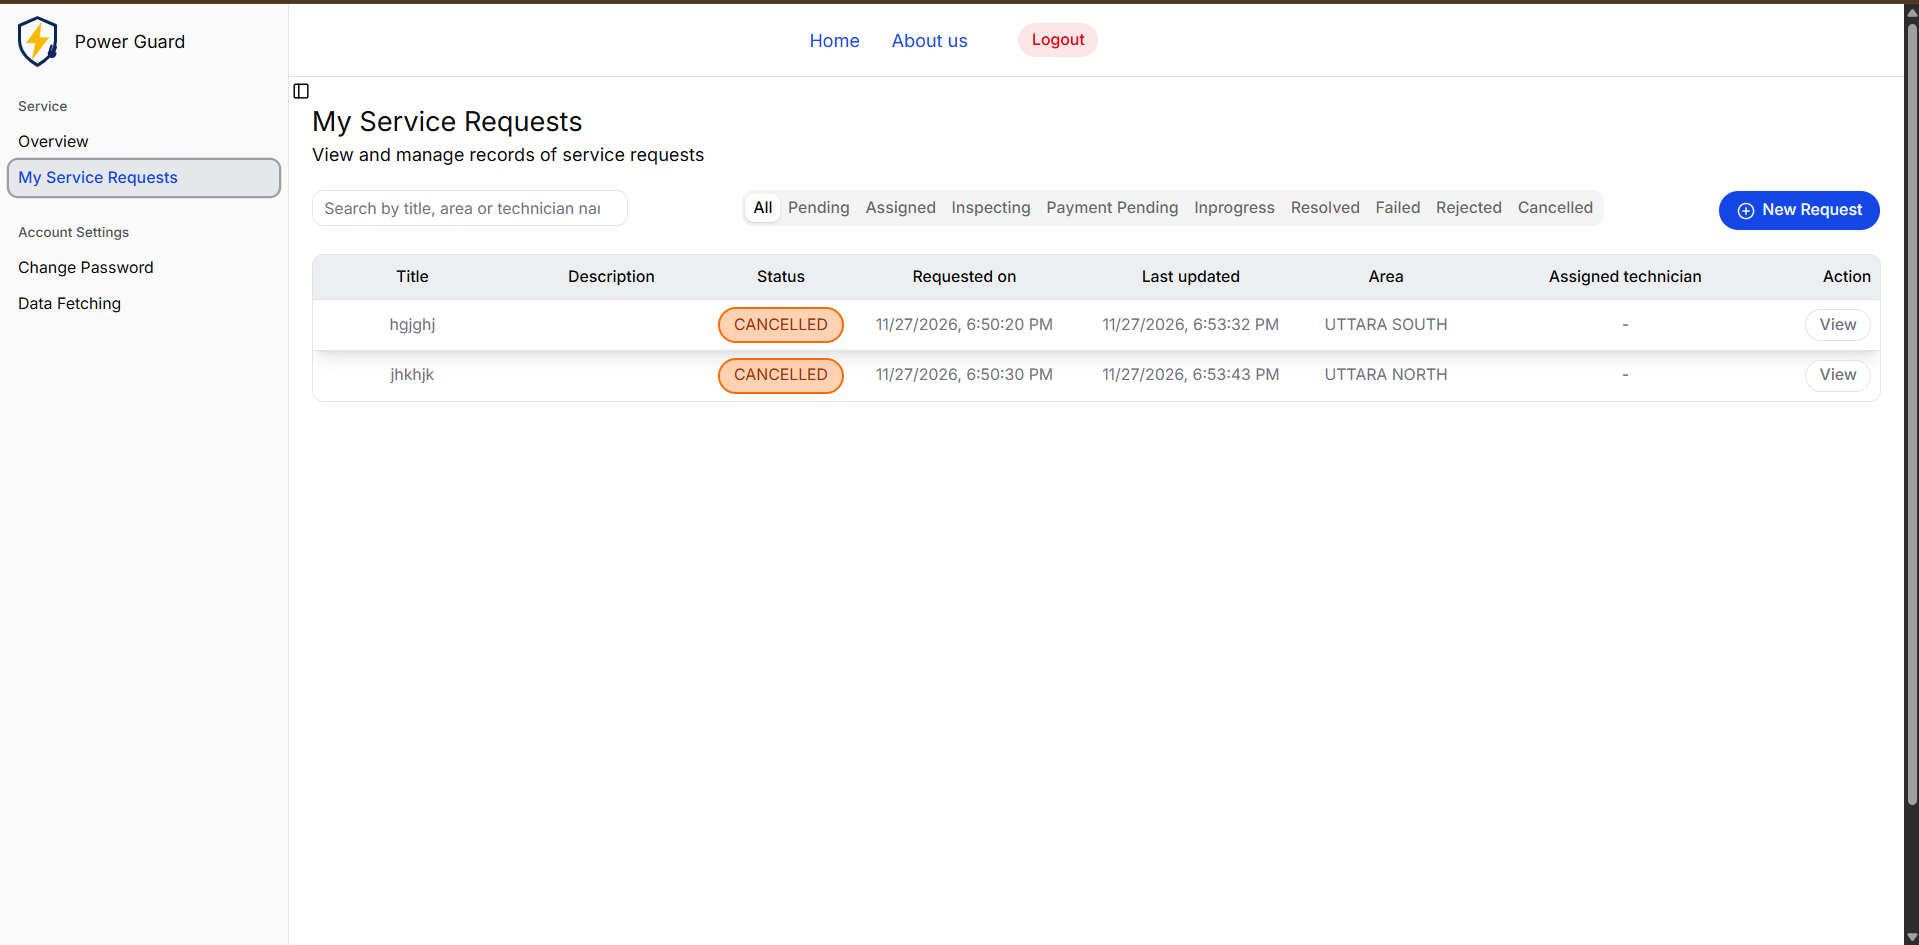 Power Guard
Home About us Logout
Service
Overview
My Service Requests
Account Settings
Change Password
Data Fetching
My Service Requests
View and manage records of service requests
Search by title, area or technician nai
All Pending Assigned Inspecting Payment Pending Inprogress Resolved Failed Rejected Cancelled
New Request
Title Description Status Requested on Last updated Area Assigned technician Action
hgjghj CANCELLED 11/27/2026, 6:50:20 PM 11/27/2026, 6:53:32 PM UTTARA SOUTH - View
jhkhjk CANCELLED 11/27/2026, 6:50:30 PM 11/27/2026, 6:53:43 PM UTTARA NORTH - View